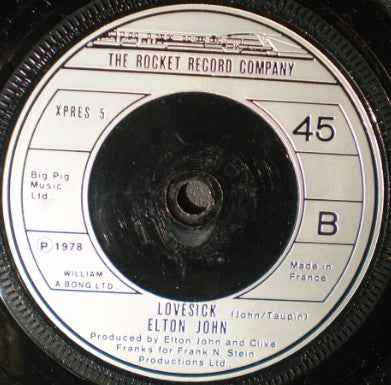 THE ROCKET RECORD COMPANY
XPRES 5.
45
Big Pig
Music
Ltd.,
B
Ⓟ 1978
Made in
France
WILLIAM
A BONG LTD.,
LOVESICK (John/Taupin)
ELTON JOHN
Produced by Elton John and Clive
Franks for Frank N. Stein
Productions Ltd.,